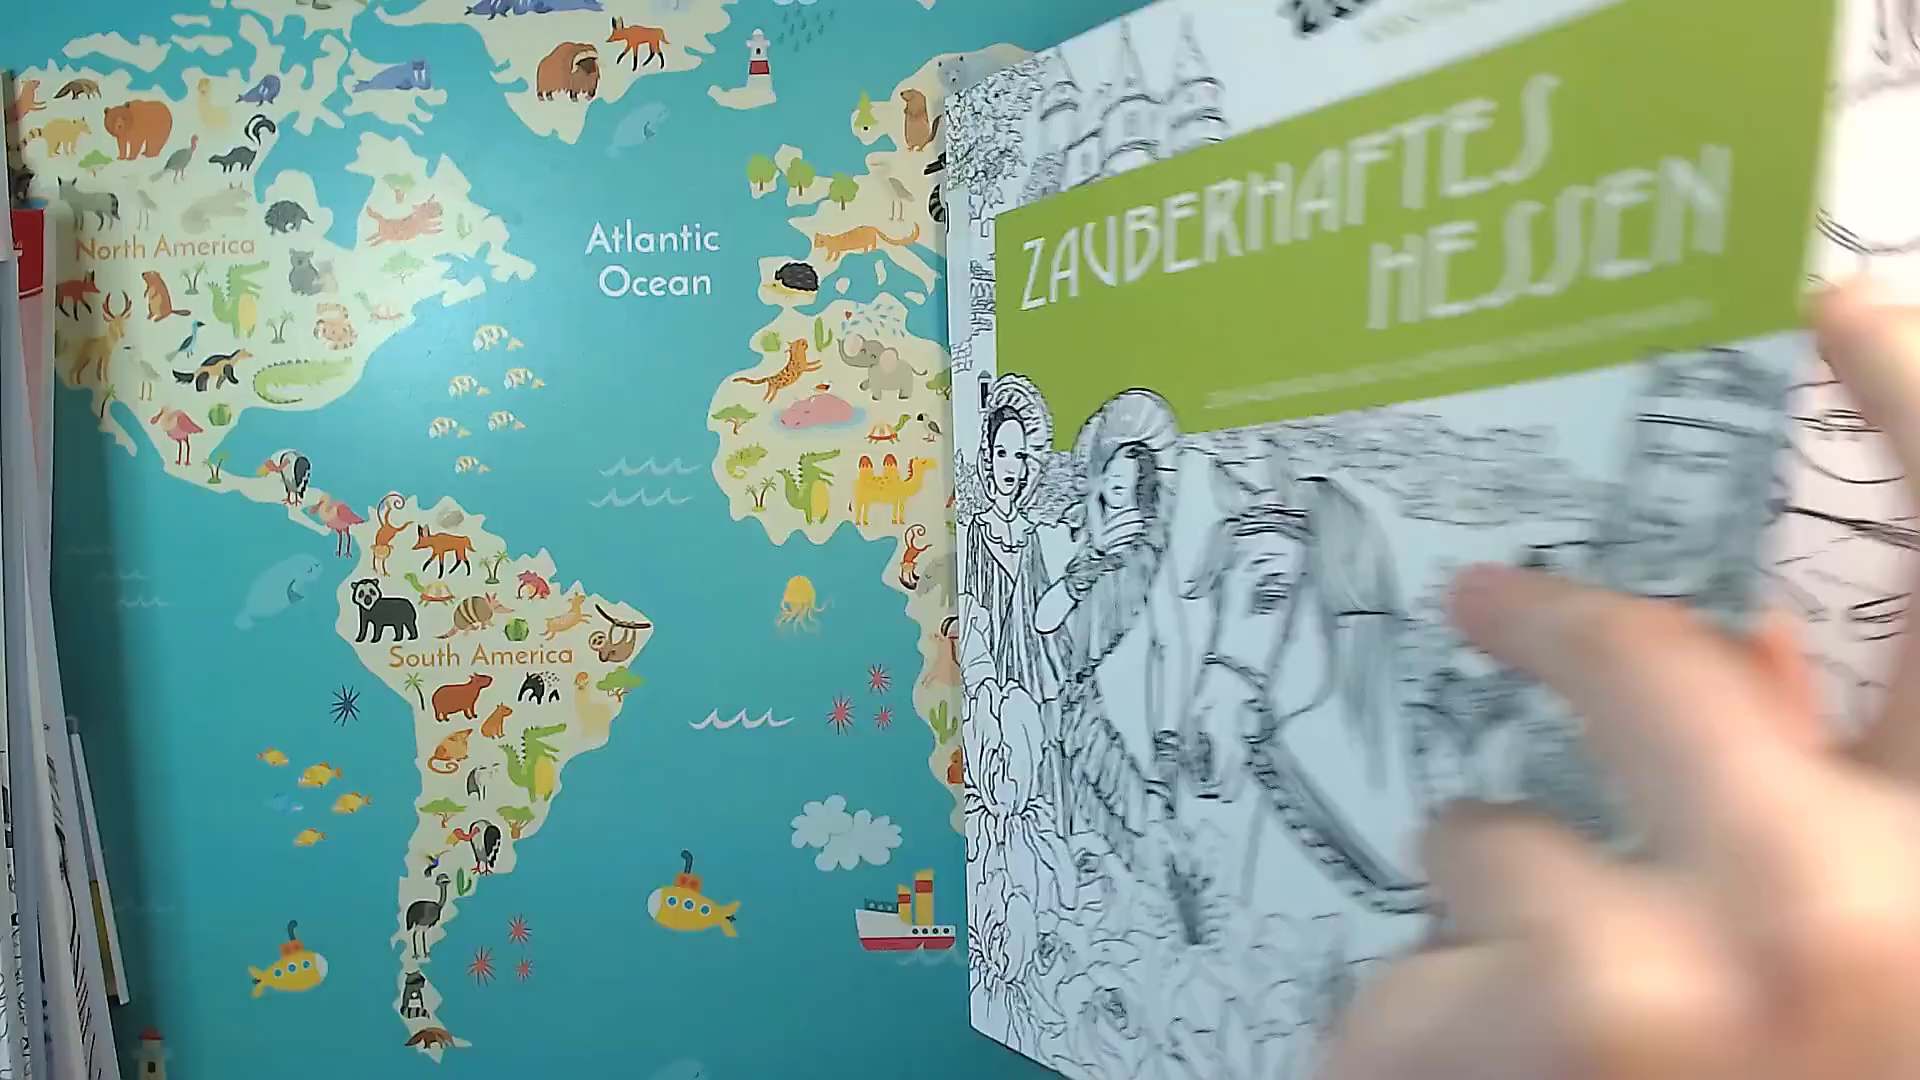 North America
Atlantic
Ocean
South America
ZAUBERHAFTES
HESSEN